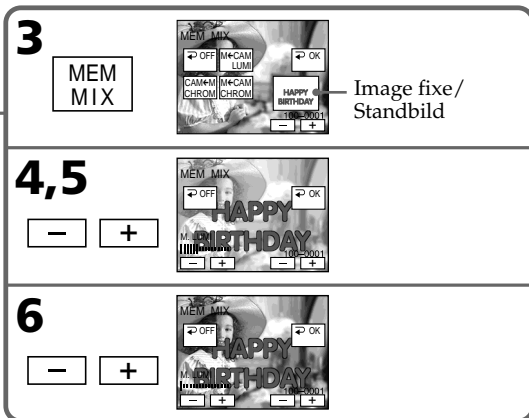 3
MEM
MIX
MEM MIX
↩ OFF
M←CAM
LUMI
↩ OK
CAM←M
CHROM
M←CAM
CHROM
HAPPY
BIRTHDAY
100–0001
– +
Image fixe/
Standbild
4,5
– +
MEM MIX
↩ OFF
↩ OK
HAPPY
BIRTHDAY
M. LUMI
100–0001
– + – +
6
– +
MEM MIX
↩ OFF
↩ OK
HAPPY
BIRTHDAY
M. LUMI
100–0001
– + – +